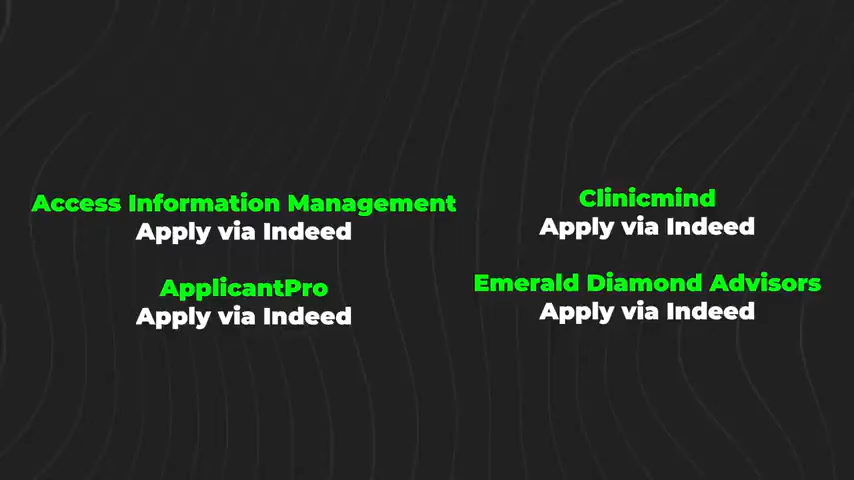 Access Information Management
Apply via Indeed
ApplicantPro
Apply via Indeed
Clinicmind
Apply via Indeed
Emerald Diamond Advisors
Apply via Indeed